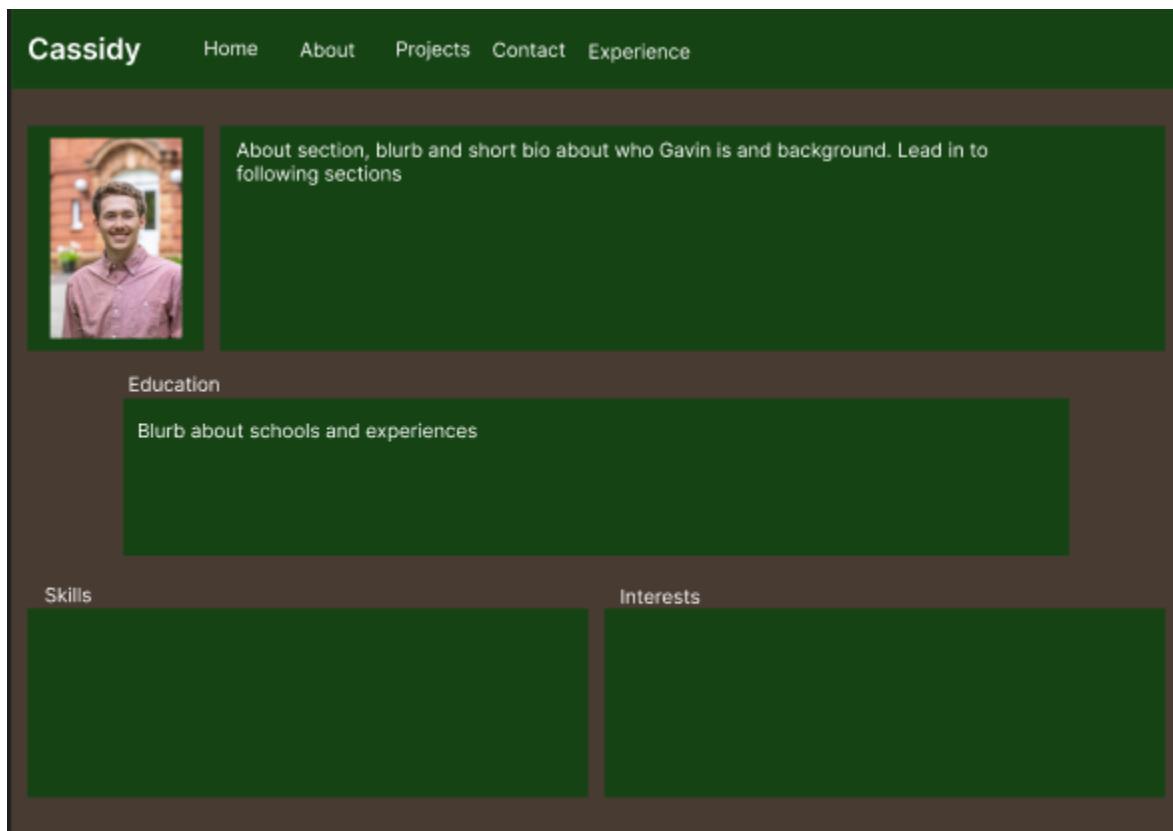 Cassidy
Home
About
Projects
Contact
Experience
About section, blurb and short bio about who Gavin is and background. Lead in to
following sections
Education
Blurb about schools and experiences
Skills
Interests